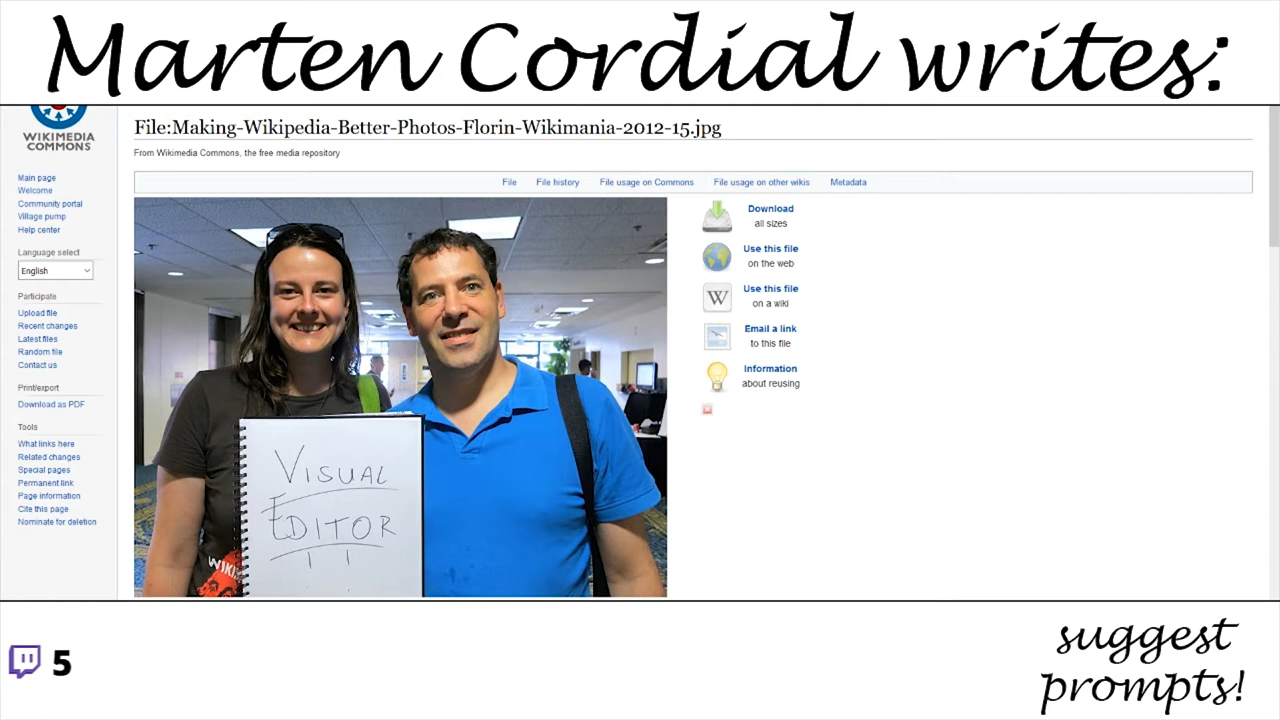 Marten Cordial writes:
WIKIMEDIA
COMMONS
Main page
Welcome
Community portal
Village pump
Help center
Language select
English
Participate
Upload file
Recent changes
Latest files
Random file
Contact us
Print/export
Download as PDF
Tools
What links here
Related changes
Special pages
Permanent link
Page information
Cite this page
Nominate for deletion
File:Making-Wikipedia-Better-Photos-Florin-Wikimania-2012-15.jpg
From Wikimedia Commons, the free media repository
File File history File usage on Commons File usage on other wikis Metadata
VISUAL
EDITOR
WIKI
Download
all sizes
Use this file
on the web
W
Use this file
on a wiki
Email a link
to this file
Information
about reusing
5
suggest
prompts!